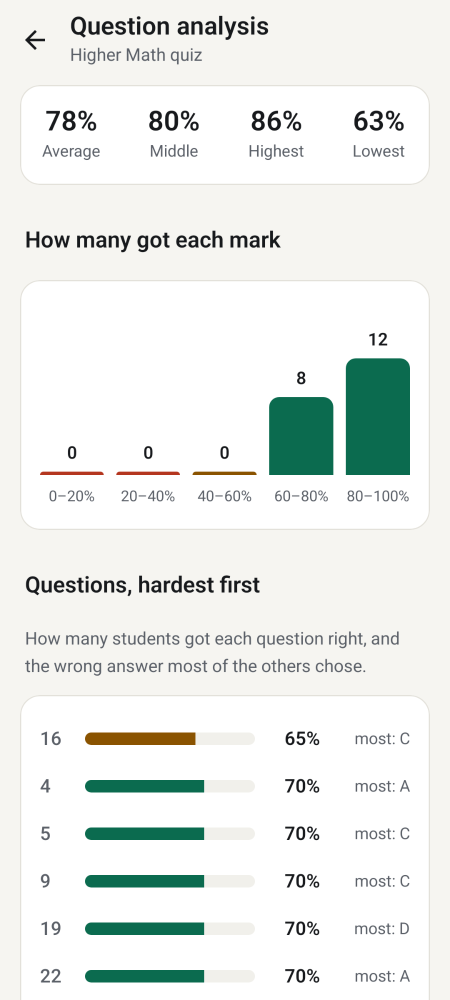 Question analysis
Higher Math quiz
78% 80% 86% 63%
Average Middle Highest Lowest
How many got each mark
0 0 0 8 12
0–20% 20–40% 40–60% 60–80% 80–100%
Questions, hardest first
How many students got each question right, and
the wrong answer most of the others chose.
16 65% most: C
4 70% most: A
5 70% most: C
9 70% most: C
19 70% most: D
22 70% most: A